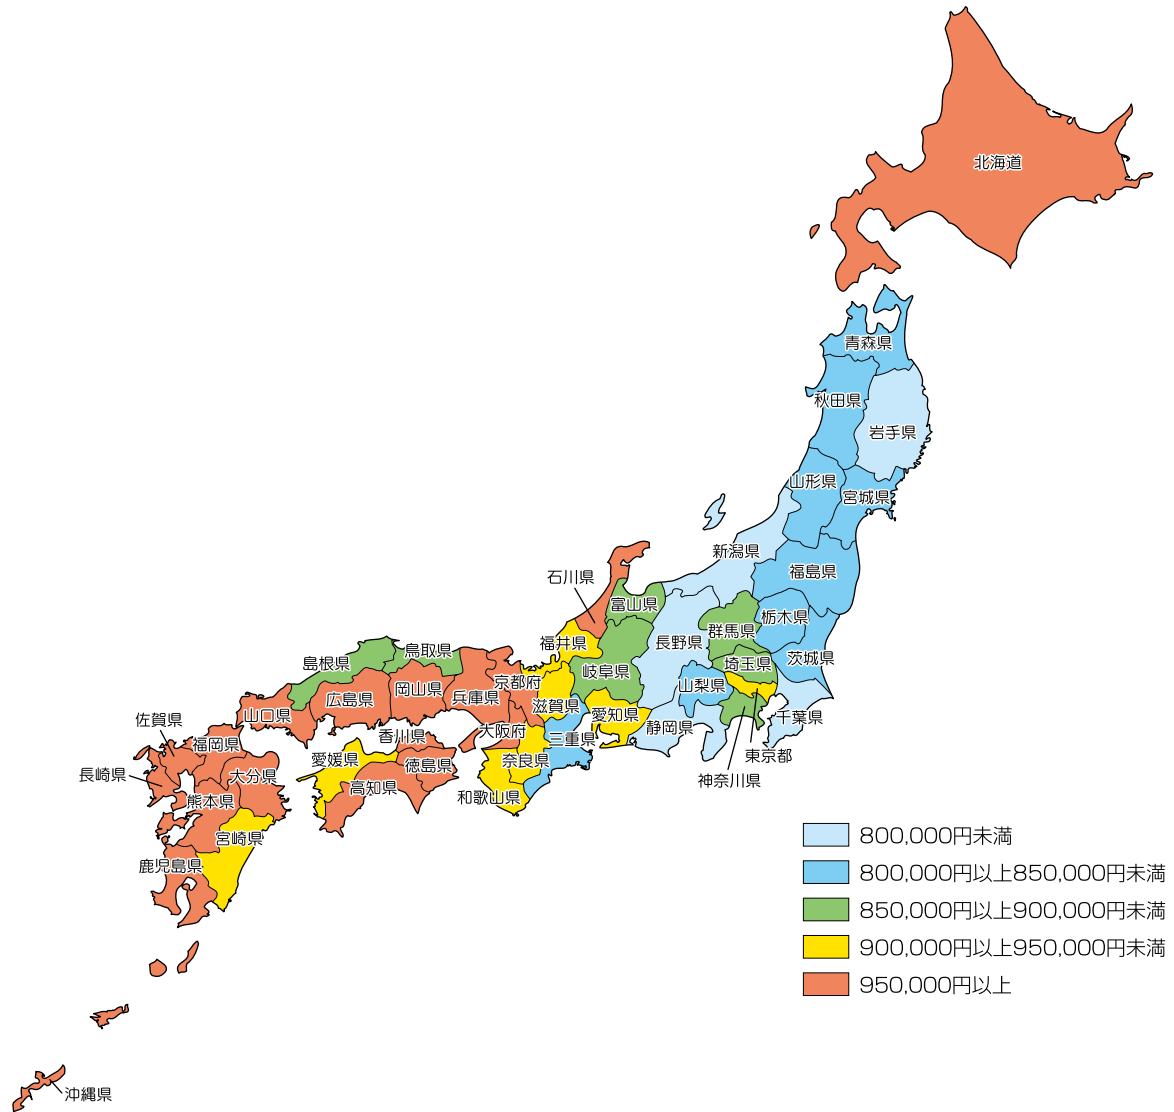 北海道
青森県
秋田県
岩手県
山形県
宮城県
新潟県
福島県
石川県
富山県
栃木県
群馬県
福井県
長野県
鳥取県
茨城県
島根県
埼玉県
岐阜県
京都府
山梨県
岡山県
兵庫県
広島県
滋賀県
愛知県
山口県
千葉県
佐賀県
静岡県
大阪府
香川県
三重県
福岡県
東京都
愛媛県
奈良県
徳島県
長崎県
大分県
神奈川県
高知県
和歌山県
熊本県
宮崎県
鹿児島県
沖縄県
800,000円未満
800,000円以上850,000円未満
850,000円以上900,000円未満
900,000円以上950,000円未満
950,000円以上